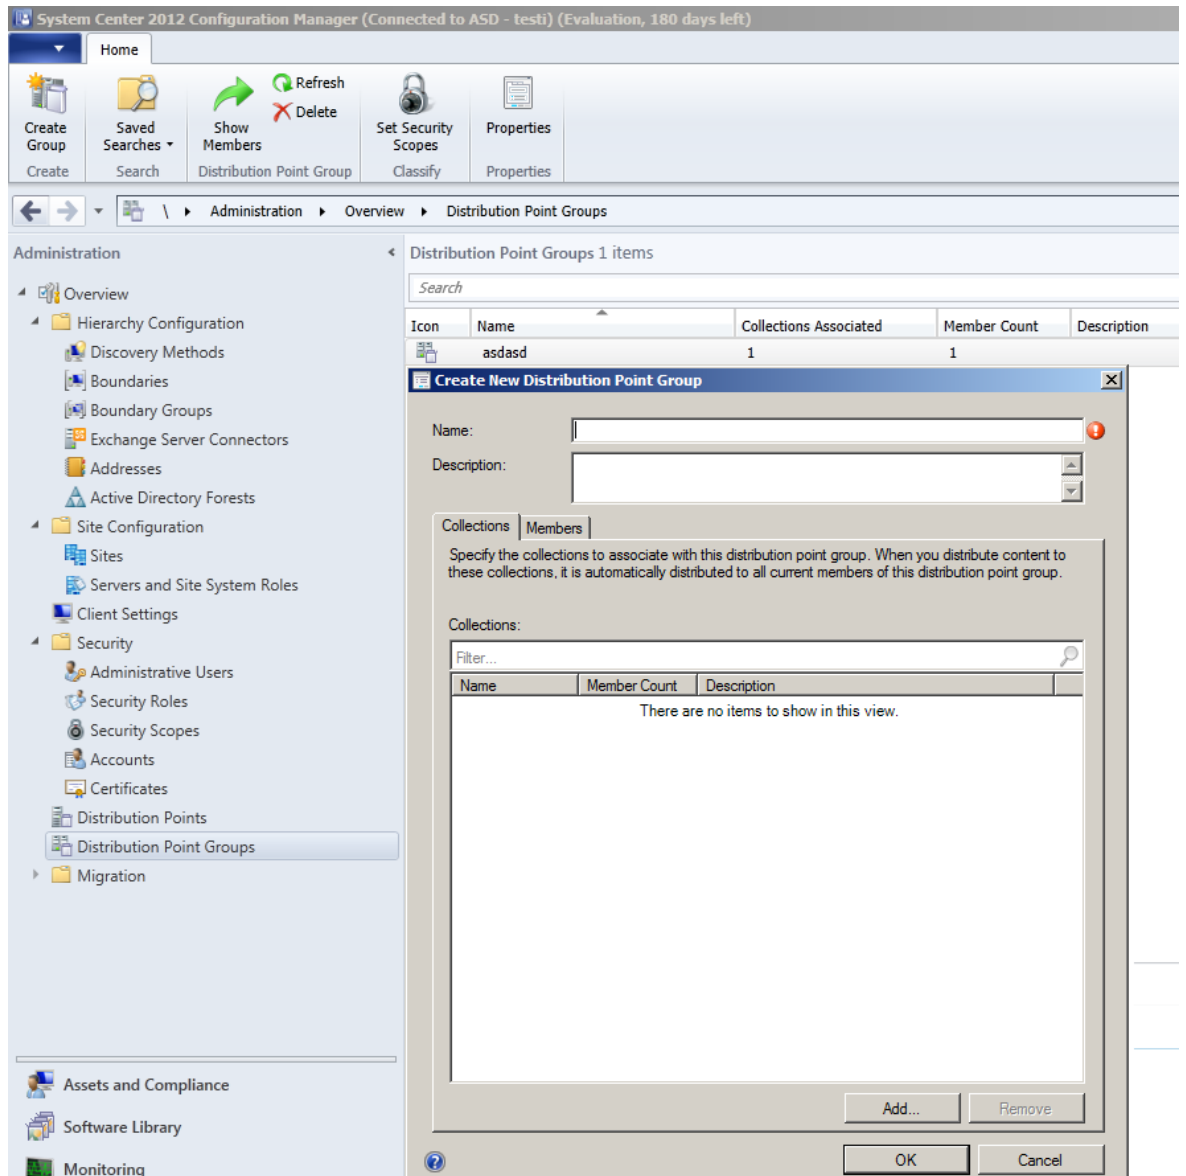 System Center 2012 Configuration Manager (Connected to ASD - testi) (Evaluation, 180 days left)
Home
Refresh
Delete
Create Group
Saved Searches
Show Members
Set Security Scopes
Properties
Create
Search
Distribution Point Group
Classify
Properties
\ Administration Overview Distribution Point Groups
Administration
Overview
Hierarchy Configuration
Discovery Methods
Boundaries
Boundary Groups
Exchange Server Connectors
Addresses
Active Directory Forests
Site Configuration
Sites
Servers and Site System Roles
Client Settings
Security
Administrative Users
Security Roles
Security Scopes
Accounts
Certificates
Distribution Points
Distribution Point Groups
Migration
Assets and Compliance
Software Library
Monitoring
Distribution Point Groups 1 items
Search
Icon Name Collections Associated Member Count Description
asdasd 1 1
Create New Distribution Point Group
Name:
Description:
Collections Members
Specify the collections to associate with this distribution point group. When you distribute content to
these collections, it is automatically distributed to all current members of this distribution point group.
Collections:
Filter...
Name Member Count Description
There are no items to show in this view.
Add... Remove
OK Cancel